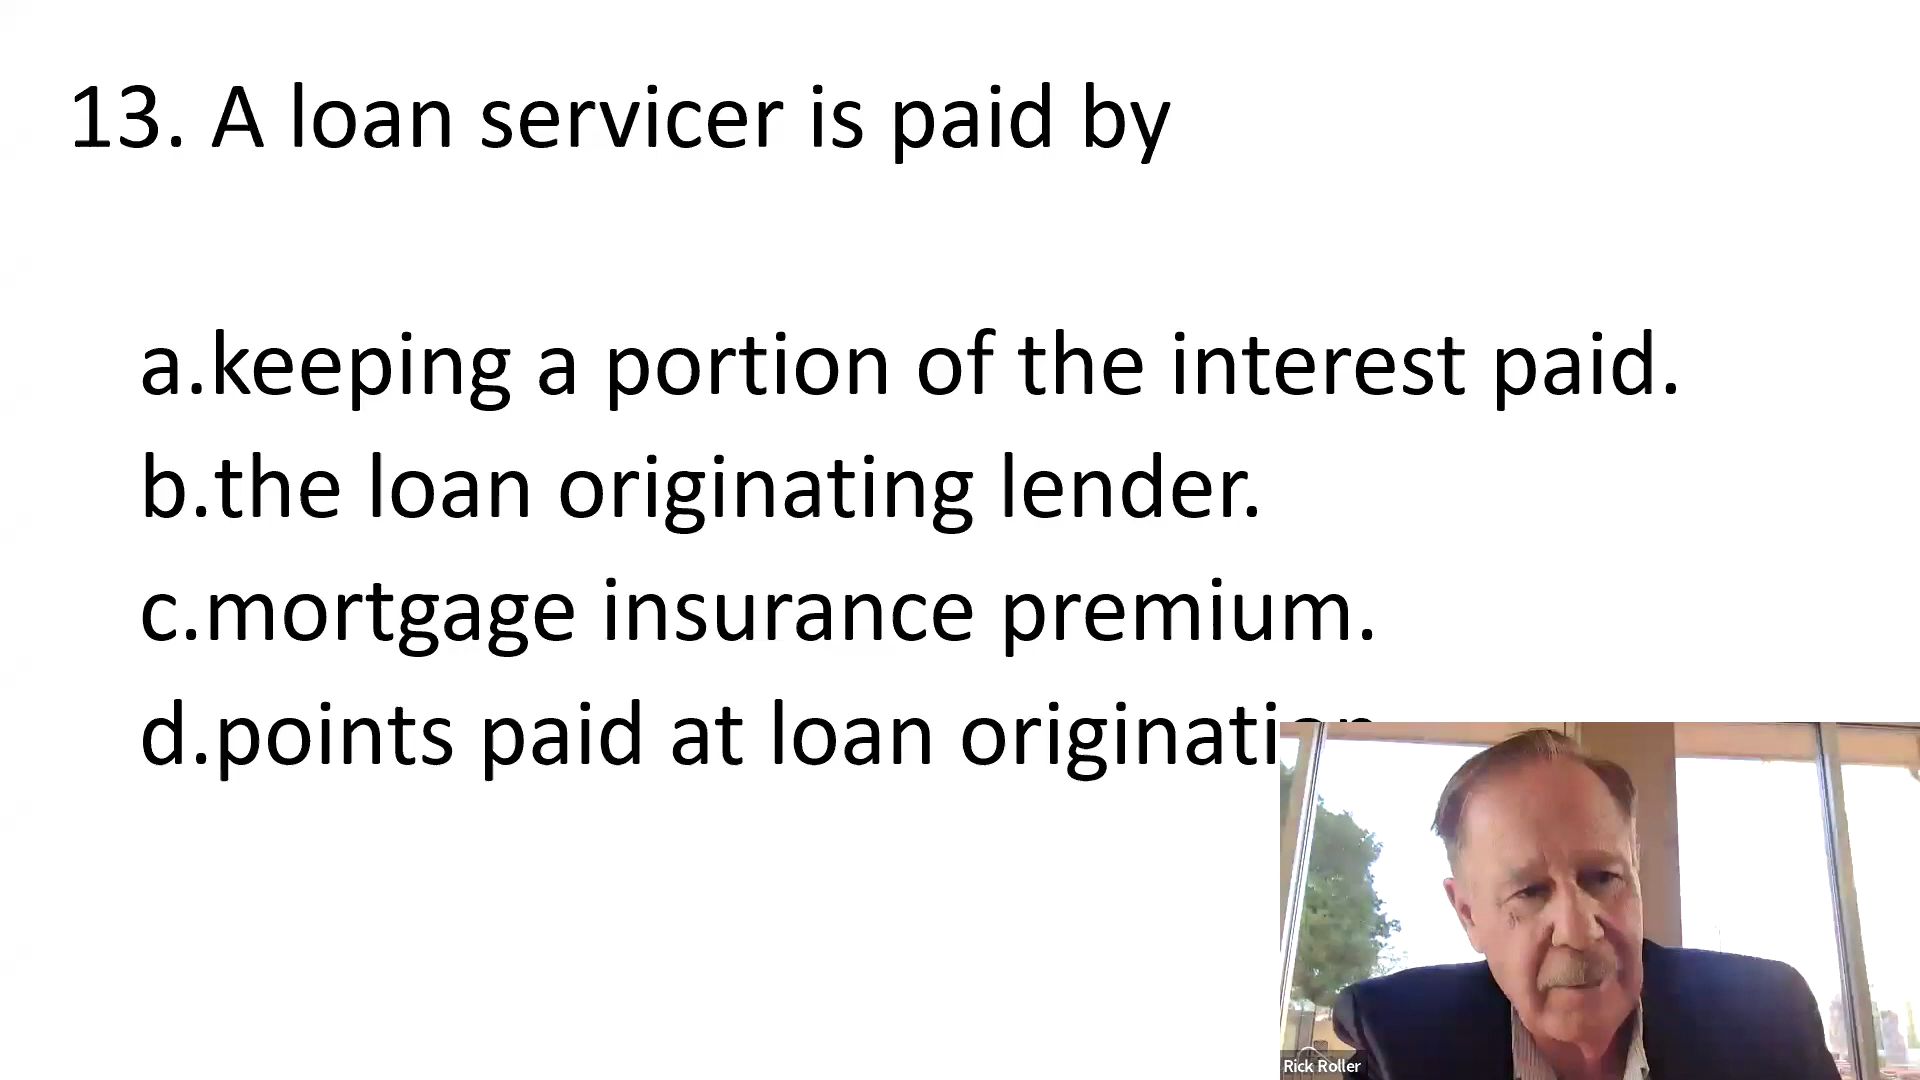 13. A loan servicer is paid by
a.keeping a portion of the interest paid.
b.the loan originating lender.
c.mortgage insurance premium.
d.points paid at loan origination
Rick Roller